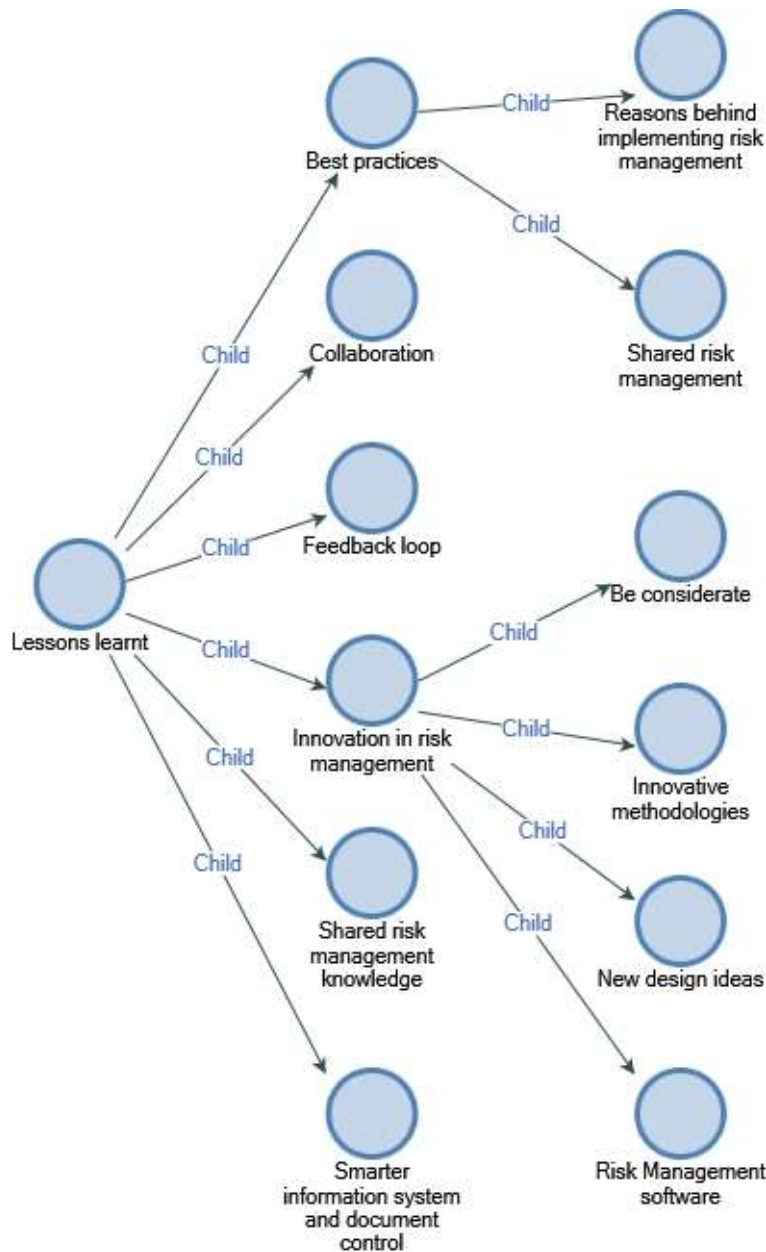 Child
Reasons behind
implementing risk
management
Best practices
Child
Shared risk
management
Child
Collaboration
Child
Feedback loop
Child
Be considerate
Child
Lessons learnt
Child
Innovation in risk
management
Child
Innovative
methodologies
Child
Child
New design ideas
Child
Shared risk
management
knowledge
Child
Child
Risk Management
software
Smarter
information system
and document
control